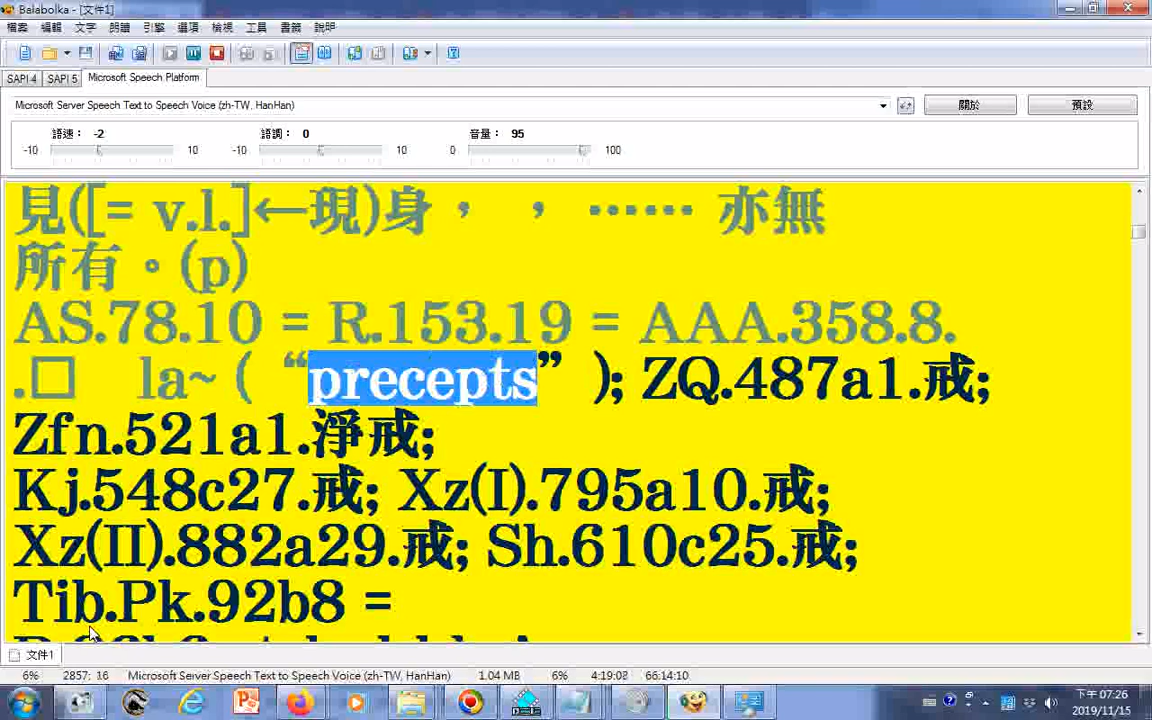 Balabolka - [文件1]
檔案 編輯 文字 朗讀 引擎 選項 檢視 工具 書籤 說明
SAPI 4 SAPI 5 Microsoft Speech Platform
Microsoft Server Speech Text to Speech Voice (zh-TW, HanHan) 關於 預設
語速： -2 語調： 0 音量： 95
-10 10 -10 10 0 100
見([= v.l.]←現)身， ， …… 亦無
所有。(p)
AS.78.10 = R.153.19 = AAA.358.8.
.□ la~ ( “precepts” ); ZQ.487a1.戒;
Zfn.521a1.淨戒;
Kj.548c27.戒; Xz(I).795a10.戒;
Xz(II).882a29.戒; Sh.610c25.戒;
Tib.Pk.92b8 =
文件1
6% 2857: 16 Microsoft Server Speech Text to Speech Voice (zh-TW, HanHan) 1.04 MB 6% 4:19:08 66:14:10
下午 07:26
2019/11/15